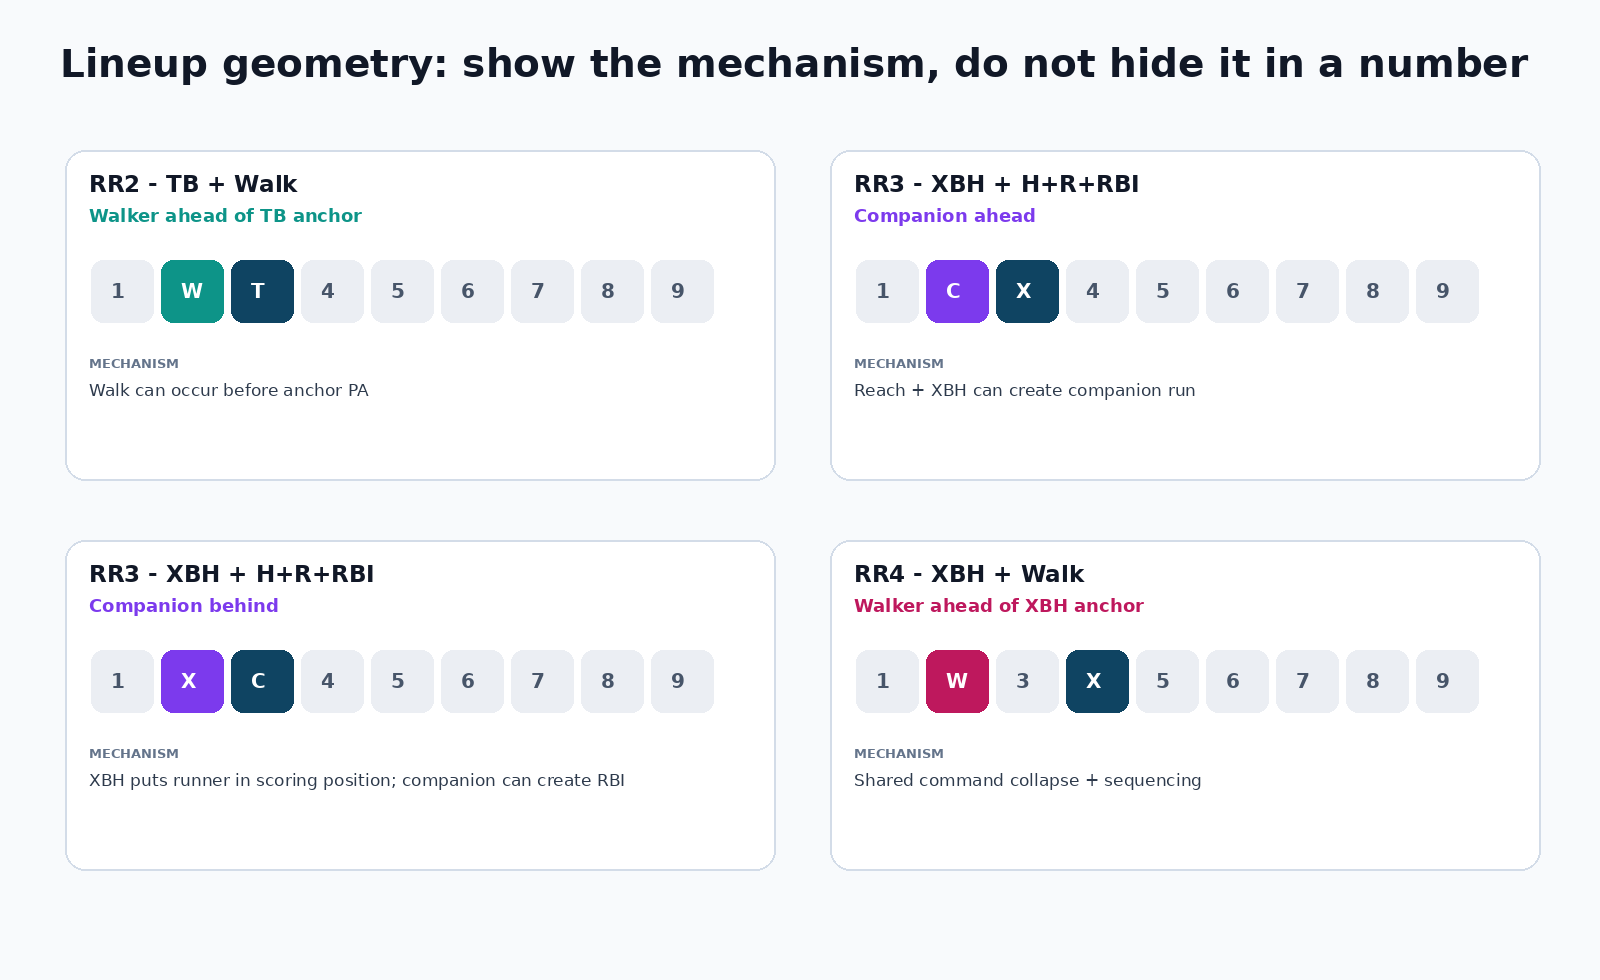 Lineup geometry: show the mechanism, do not hide it in a number
RR2 - TB + Walk
Walker ahead of TB anchor
1 W T 4 5 6 7 8 9
MECHANISM
Walk can occur before anchor PA
RR3 - XBH + H+R+RBI
Companion ahead
1 C X 4 5 6 7 8 9
MECHANISM
Reach + XBH can create companion run
RR3 - XBH + H+R+RBI
Companion behind
1 X C 4 5 6 7 8 9
MECHANISM
XBH puts runner in scoring position; companion can create RBI
RR4 - XBH + Walk
Walker ahead of XBH anchor
1 W 3 X 5 6 7 8 9
MECHANISM
Shared command collapse + sequencing